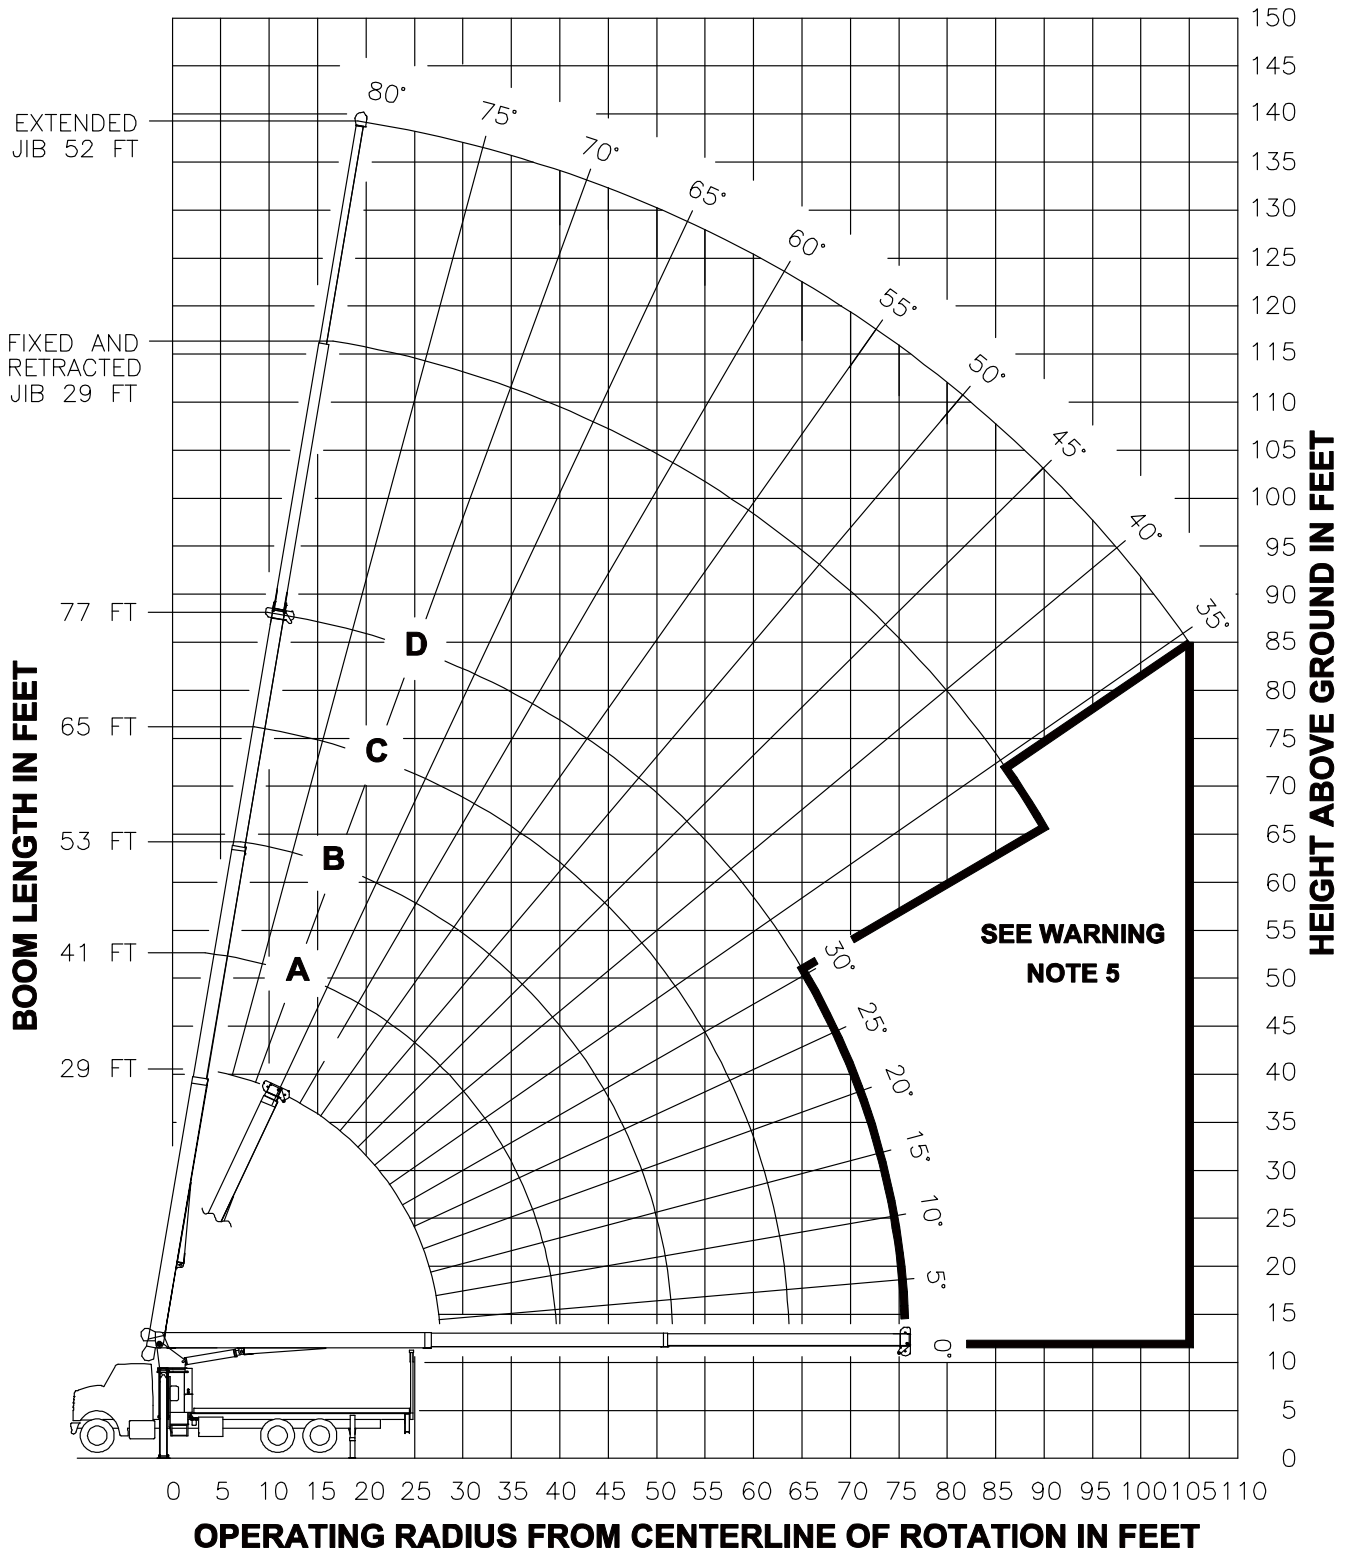 150
145
140
135
130
125
120
115
110
105
100
95
90
85
80
75
70
65
60
55
50
45
40
35
30
25
20
15
10
5
0
HEIGHT ABOVE GROUND IN FEET
80°
75°
70°
65°
60°
55°
50°
45°
40°
35°
30°
25°
20°
15°
10°
5°
0°
EXTENDED
JIB 52 FT
FIXED AND
RETRACTED
JIB 29 FT
77 FT
65 FT
53 FT
41 FT
29 FT
BOOM LENGTH IN FEET
D
C
B
A
SEE WARNING
NOTE 5
0 5 10 15 20 25 30 35 40 45 50 55 60 65 70 75 80 85 90 95 100 105 110
OPERATING RADIUS FROM CENTERLINE OF ROTATION IN FEET